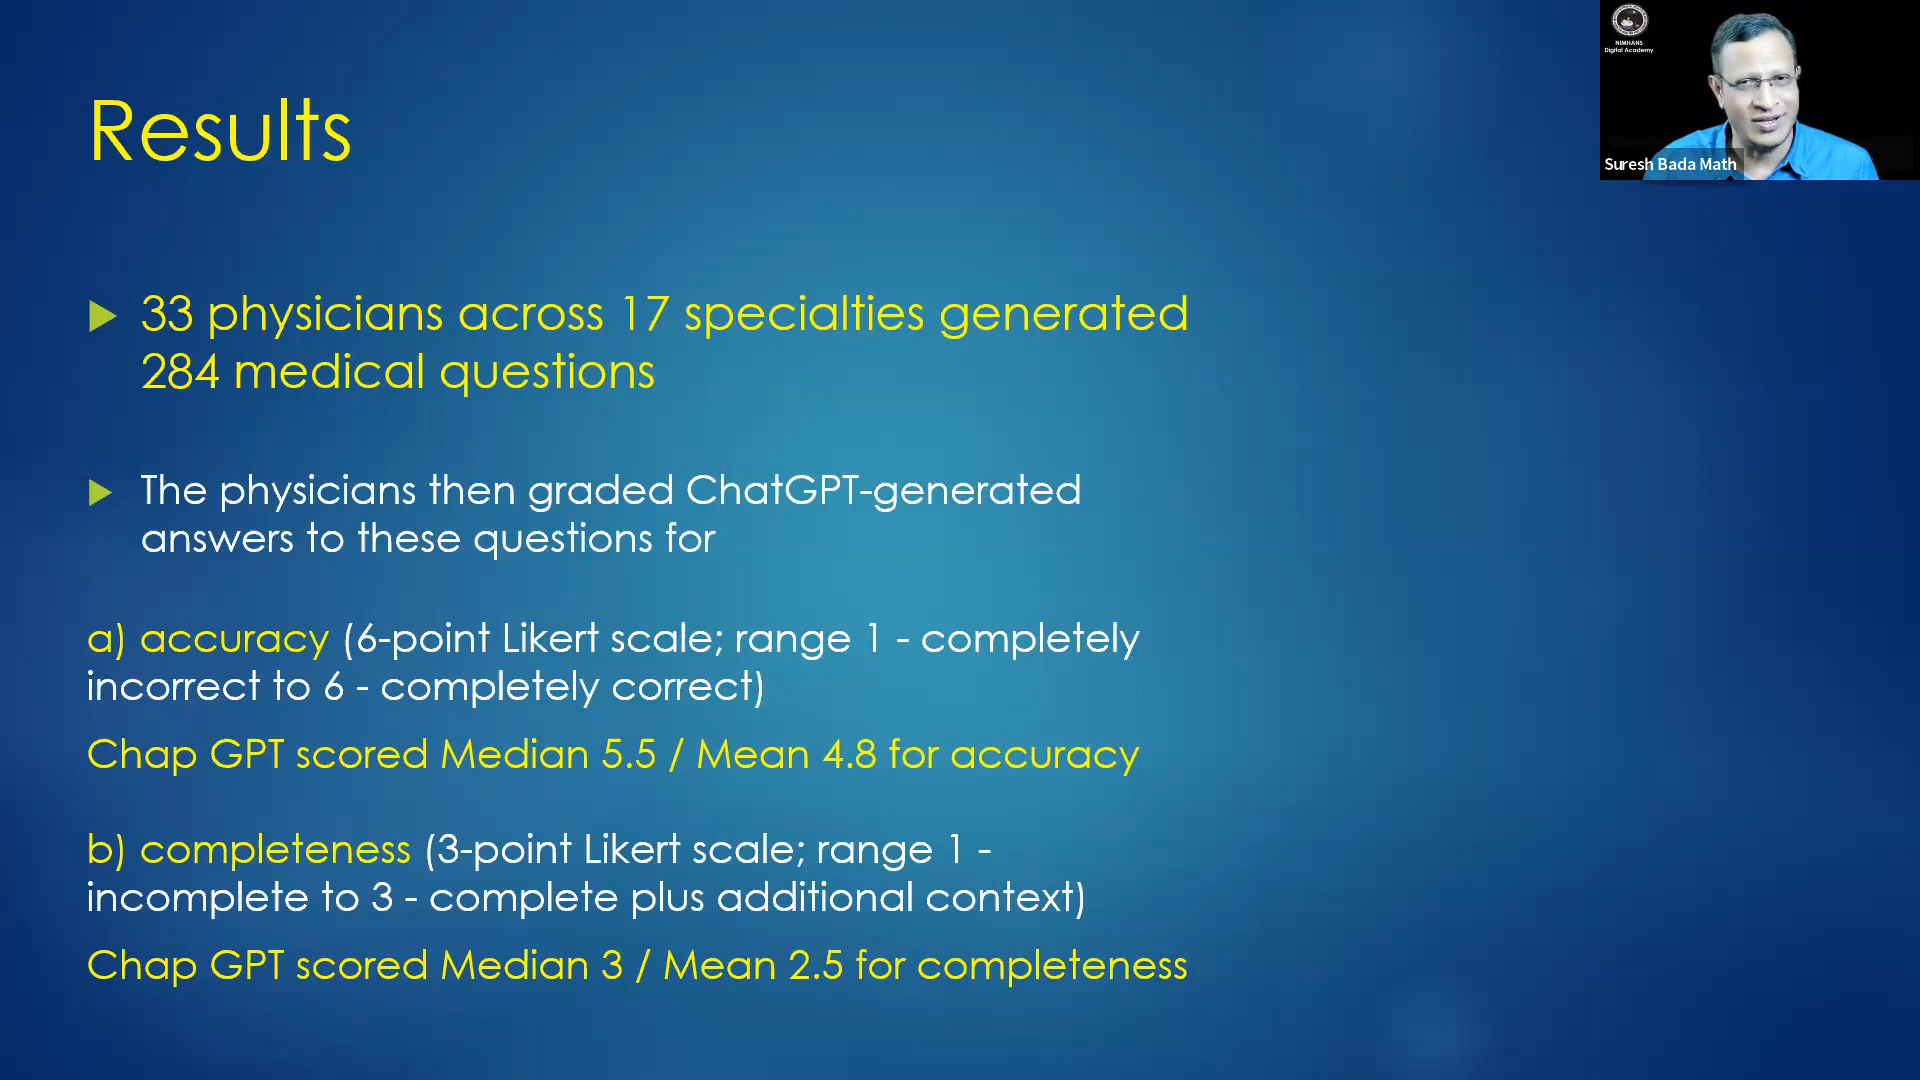 Results
33 physicians across 17 specialties generated
284 medical questions
The physicians then graded ChatGPT-generated
answers to these questions for
a) accuracy (6-point Likert scale; range 1 - completely
incorrect to 6 - completely correct)
Chap GPT scored Median 5.5 / Mean 4.8 for accuracy
b) completeness (3-point Likert scale; range 1 -
incomplete to 3 - complete plus additional context)
Chap GPT scored Median 3 / Mean 2.5 for completeness
NIMHANS
Digital Academy
Suresh Bada Math